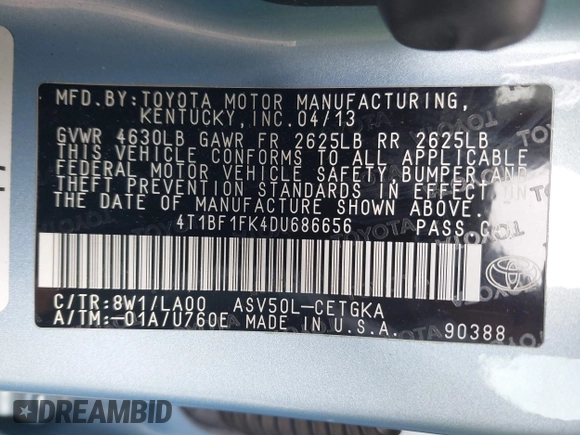 MFD.BY:TOYOTA MOTOR MANUFACTURING,
KENTUCKY, INC. 04/13
GVWR 4630LB GAWR FR 2625LB RR 2625LB
THIS VEHICLE CONFORMS TO ALL APPLICABLE
FEDERAL MOTOR VEHICLE SAFETY, BUMPER, AND
THEFT PREVENTION STANDARDS IN EFFECT ON
THE DATE OF MANUFACTURE SHOWN ABOVE.
4T1BF1FK4DU686656 PASS.CAR
C/TR:8W1/LA00 ASV50L-CETGKA
A/TM:-01A/U760E MADE IN U.S.A. 90388
DREAMBID